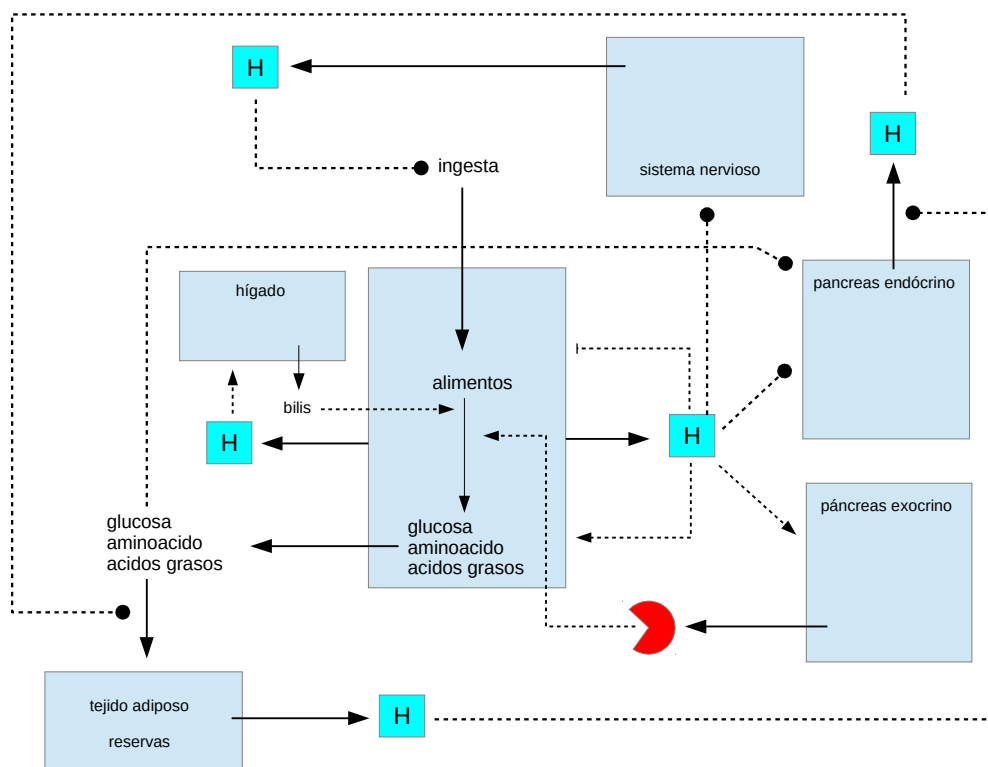 H
H
ingesta
sistema nervioso
hígado
pancreas endócrino
alimentos
bilis
H
H
páncreas exocrino
glucosa
aminoacido
acidos grasos
glucosa
aminoacido
acidos grasos
tejido adiposo
reservas
H